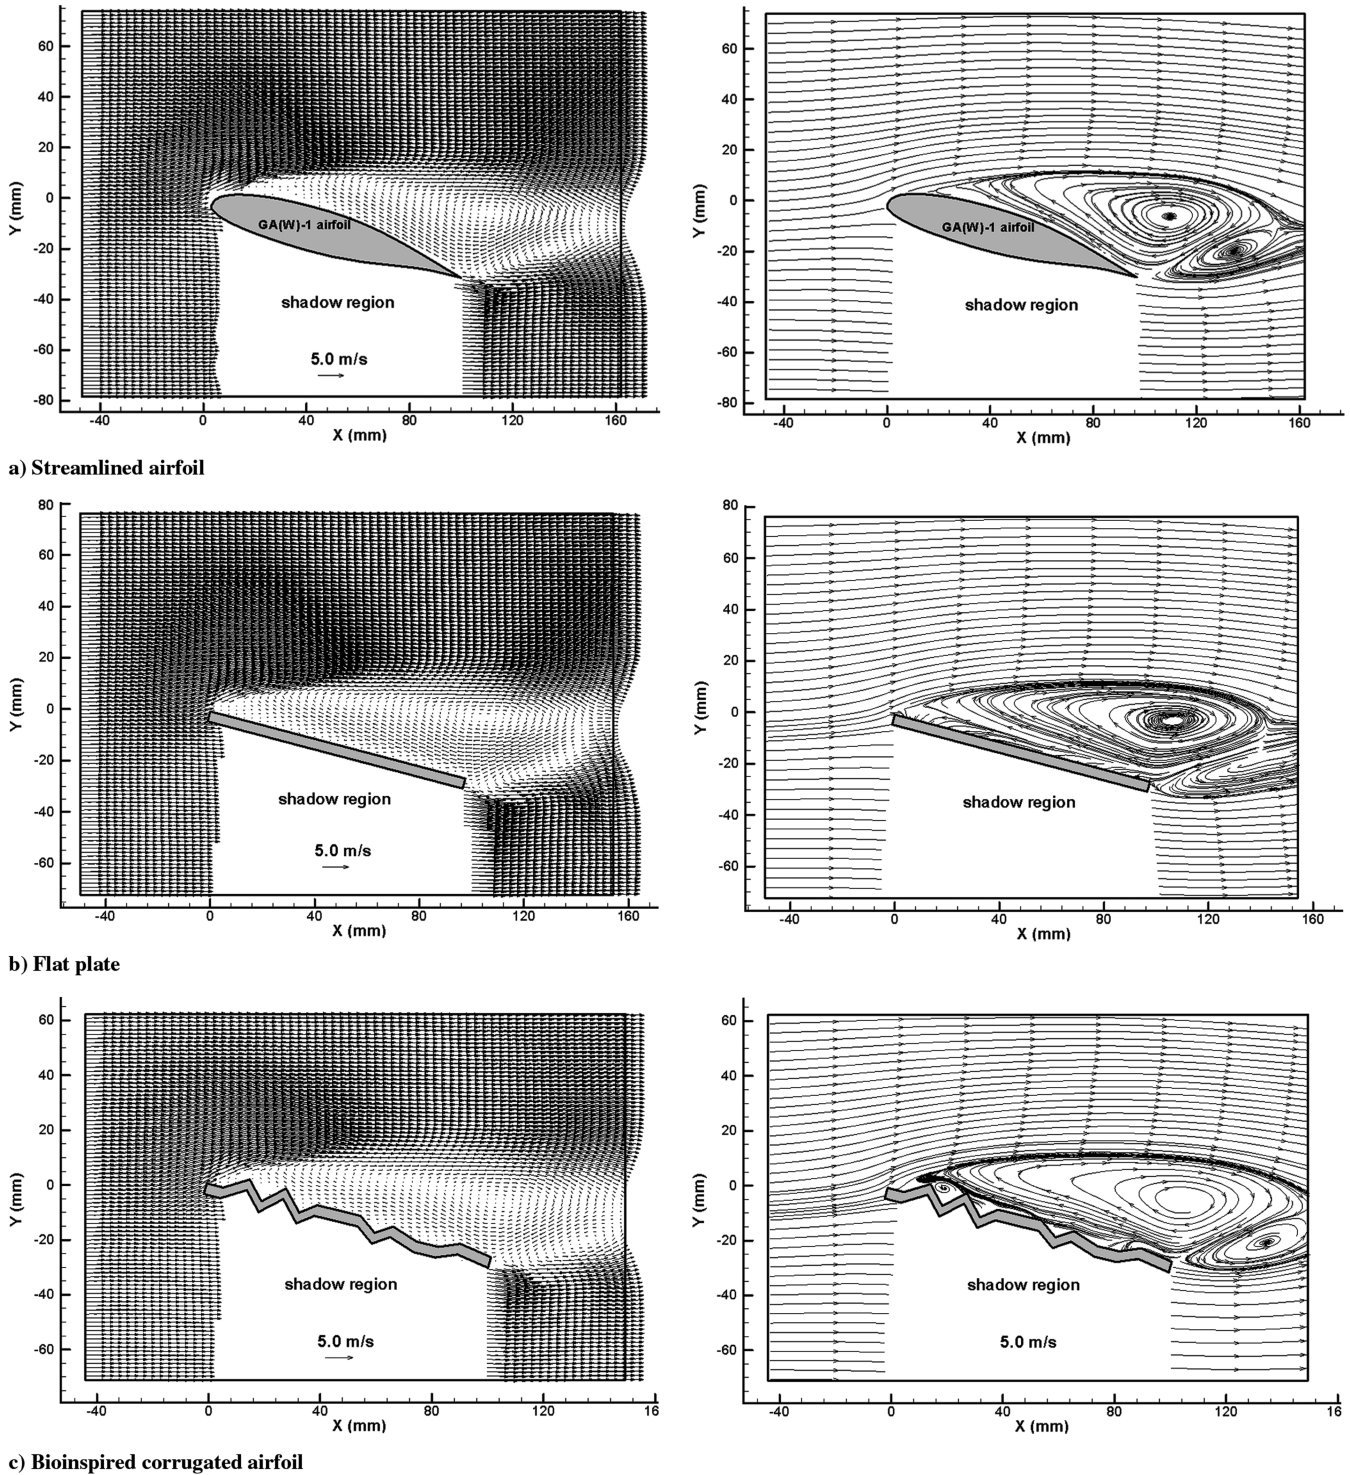 60
40
20
0
-20
-40
-60
-80
Y (mm)
GA(W)-1 airfoil
shadow region
5.0 m/s
-40 0 40 80 120 160
X (mm)
60
40
20
0
-20
-40
-60
-80
Y (mm)
GA(W)-1 airfoil
shadow region
-40 0 40 80 120 160
X (mm)
a) Streamlined airfoil
80
60
40
20
0
-20
-40
-60
Y (mm)
shadow region
5.0 m/s
-40 0 40 80 120 160
X (mm)
80
60
40
20
0
-20
-40
-60
Y (mm)
shadow region
-40 0 40 80 120 160
X (mm)
b) Flat plate
60
40
20
0
-20
-40
-60
Y (mm)
shadow region
5.0 m/s
-40 0 40 80 120 16
X (mm)
60
40
20
0
-20
-40
-60
Y (mm)
shadow region
5.0 m/s
-40 0 40 80 120 16
X (mm)
c) Bioinspired corrugated airfoil